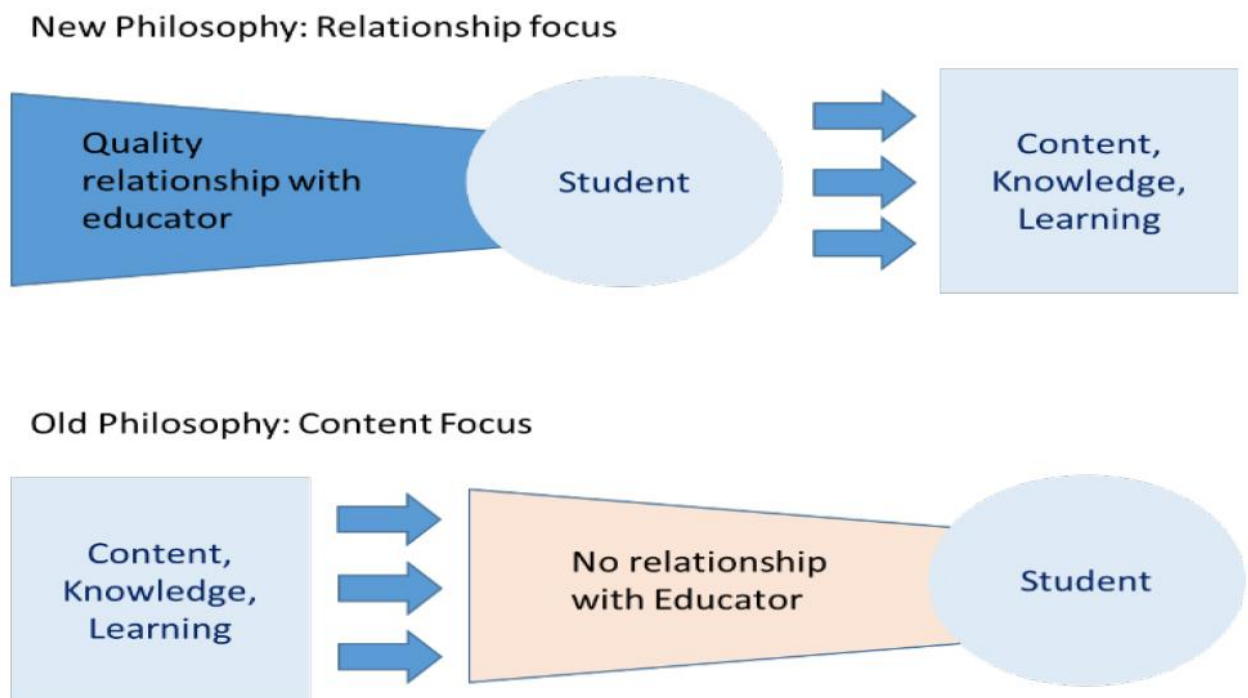 New Philosophy: Relationship focus
Quality
relationship with
educator
Student
Content,
Knowledge,
Learning
Old Philosophy: Content Focus
Content,
Knowledge,
Learning
No relationship
with Educator
Student